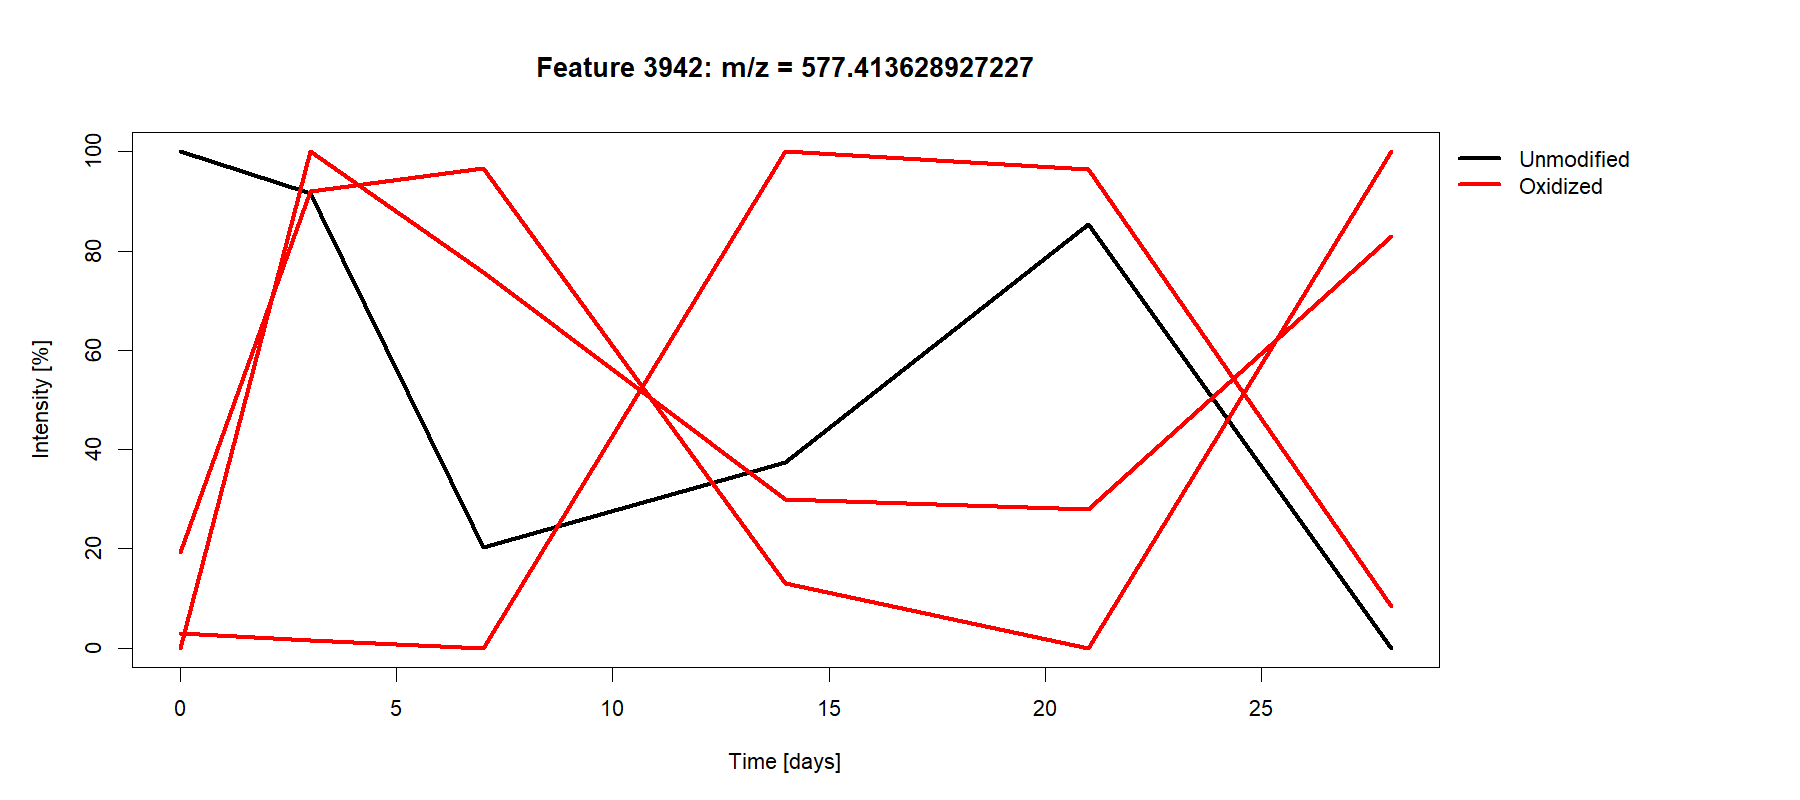 Feature 3942: m/z = 577.413628927227
Unmodified
Oxidized
Intensity [%]
100
80
60
40
20
0
0 5 10 15 20 25
Time [days]